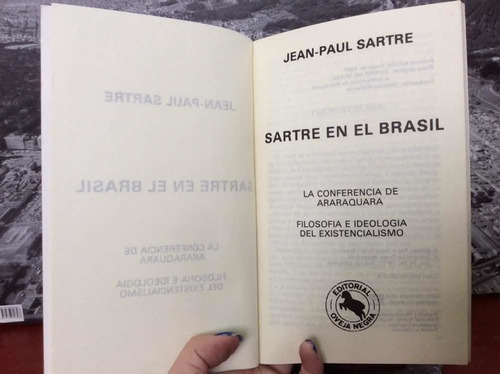 JEAN-PAUL SARTRE
SARTRE EN EL BRASIL
LA CONFERENCIA DE
ARARAQUARA
FILOSOFIA E IDEOLOGIA
DEL EXISTENCIALISMO
EDITORIAL
OVEJA NEGRA